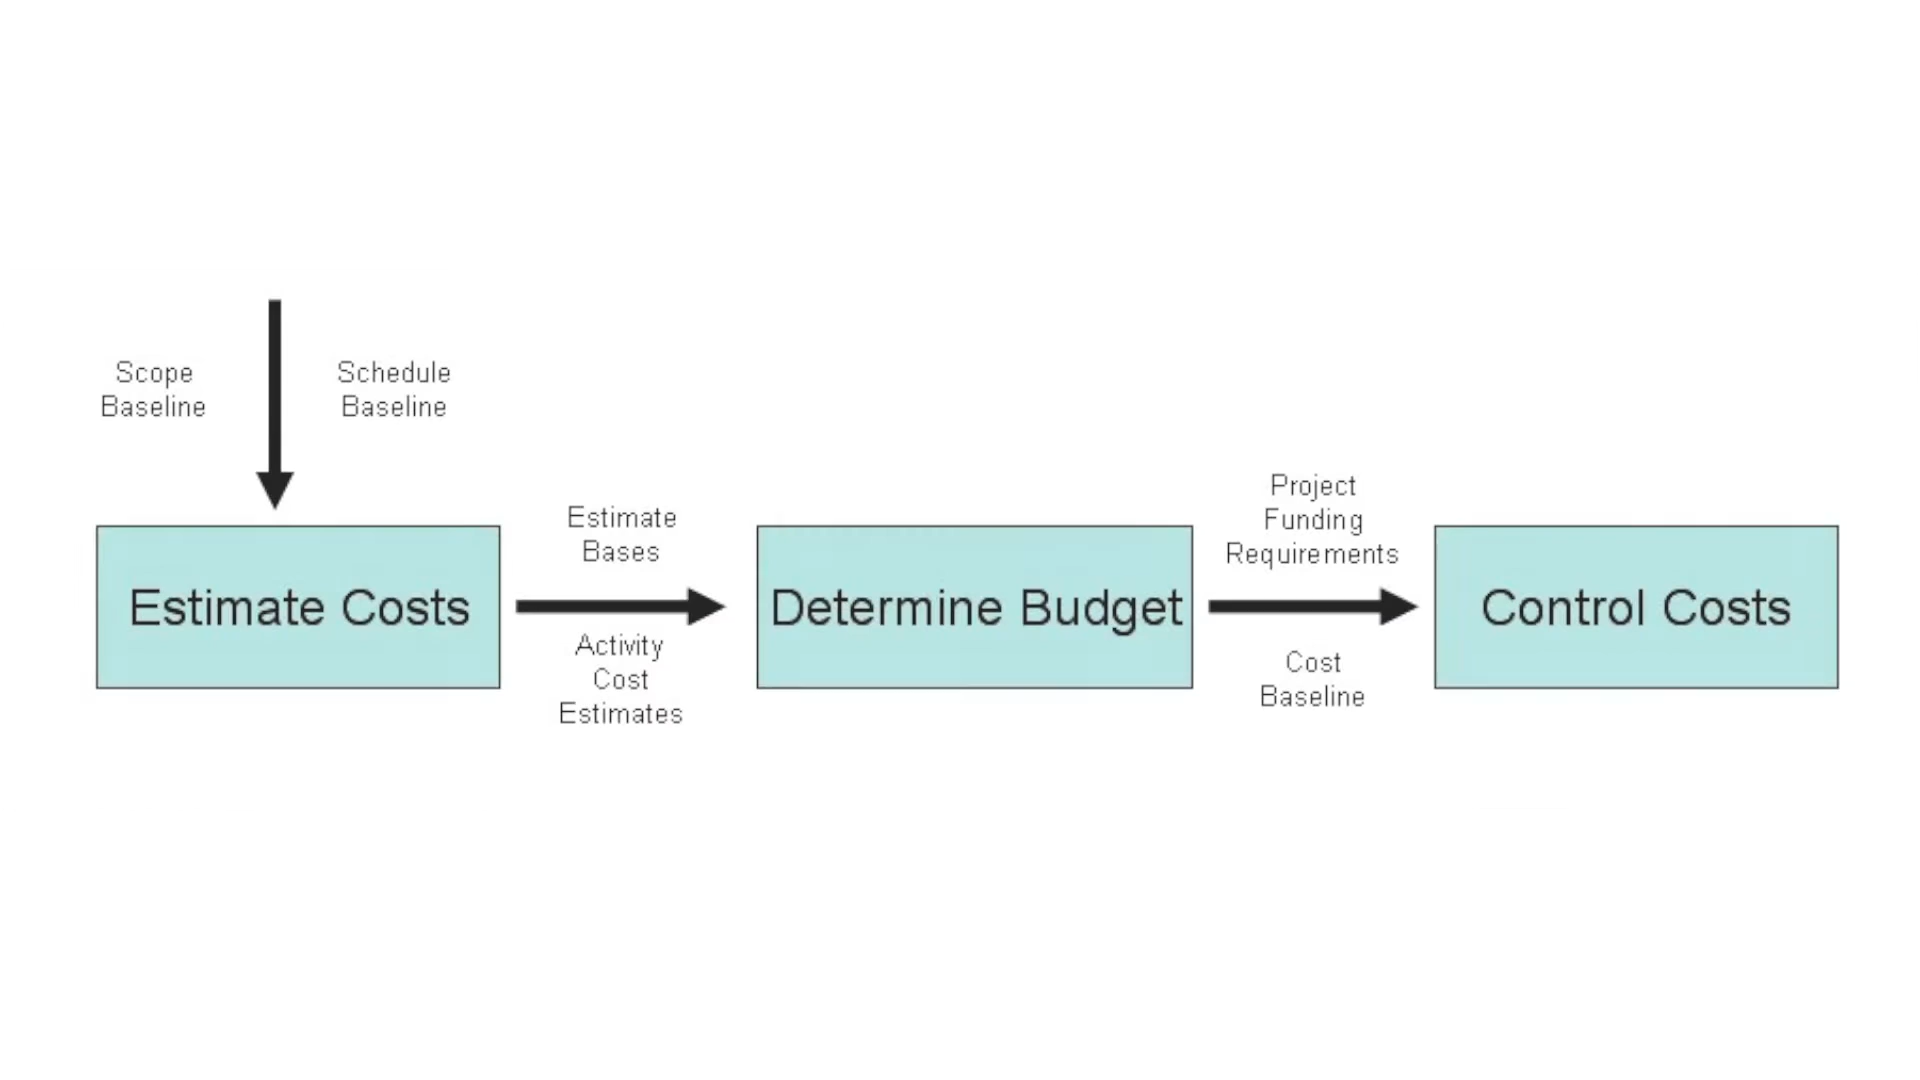 Scope
Baseline
Schedule
Baseline
Estimate Costs
Estimate
Bases
Activity
Cost
Estimates
Determine Budget
Project
Funding
Requirements
Cost
Baseline
Control Costs